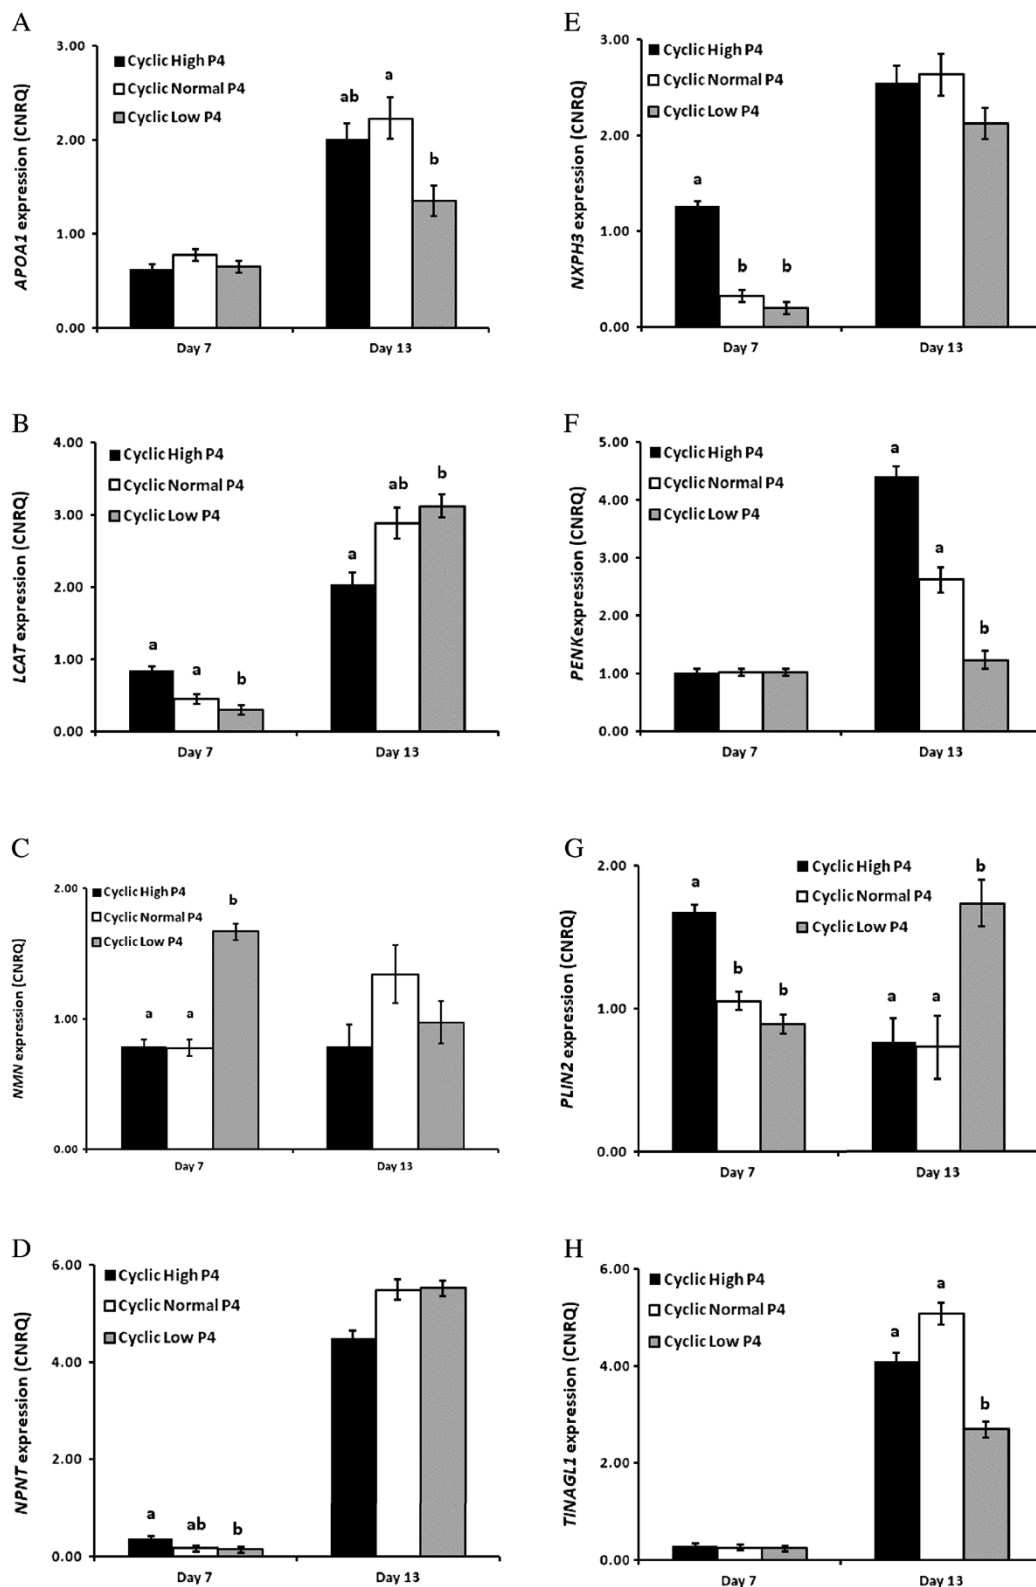 A
APOA1 expression (CNRQ)
3.00
2.00
1.00
0.00
Cyclic High P4
Cyclic Normal P4
Cyclic Low P4
ab
a
b
Day 7
Day 13
B
LCAT expression (CNRQ)
4.00
3.00
2.00
1.00
0.00
Cyclic High P4
Cyclic Normal P4
Cyclic Low P4
a
a
b
a
ab
b
Day 7
Day 13
C
NMN expression (CNRQ)
2.00
1.00
0.00
Cyclic High P4
Cyclic Normal P4
Cyclic Low P4
a
a
b
Day 7
Day 13
D
NPNT expression (CNRQ)
6.00
4.00
2.00
0.00
Cyclic High P4
Cyclic Normal P4
Cyclic Low P4
a
ab
b
Day 7
Day 13
E
NXPH3 expression (CNRQ)
3.00
2.00
1.00
0.00
Cyclic High P4
Cyclic Normal P4
Cyclic Low P4
a
b
b
Day 7
Day 13
F
PENKexpression (CNRQ)
5.00
4.00
3.00
2.00
1.00
0.00
Cyclic High P4
Cyclic Normal P4
Cyclic Low P4
a
a
b
Day 7
Day 13
G
PLIN2 expression (CNRQ)
2.00
1.00
0.00
Cyclic High P4
Cyclic Normal P4
Cyclic Low P4
a
b
b
a
a
b
Day 7
Day 13
H
TINAGL1 expression (CNRQ)
6.00
4.00
2.00
0.00
Cyclic High P4
Cyclic Normal P4
Cyclic Low P4
a
a
b
Day 7
Day 13